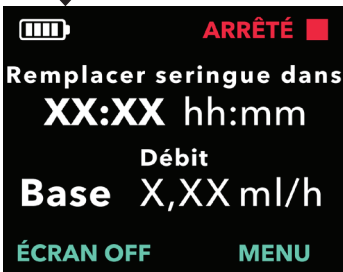 ARRÊTÉ
Remplacer seringue dans
XX:XX hh:mm
Débit
Base X,XX ml/h
ÉCRAN OFF MENU